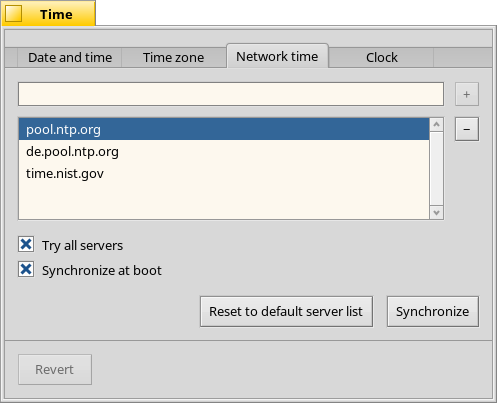 Time
Date and time Time zone Network time Clock
+
pool.ntp.org
−
de.pool.ntp.org
time.nist.gov
Try all servers
Synchronize at boot
Reset to default server list Synchronize
Revert